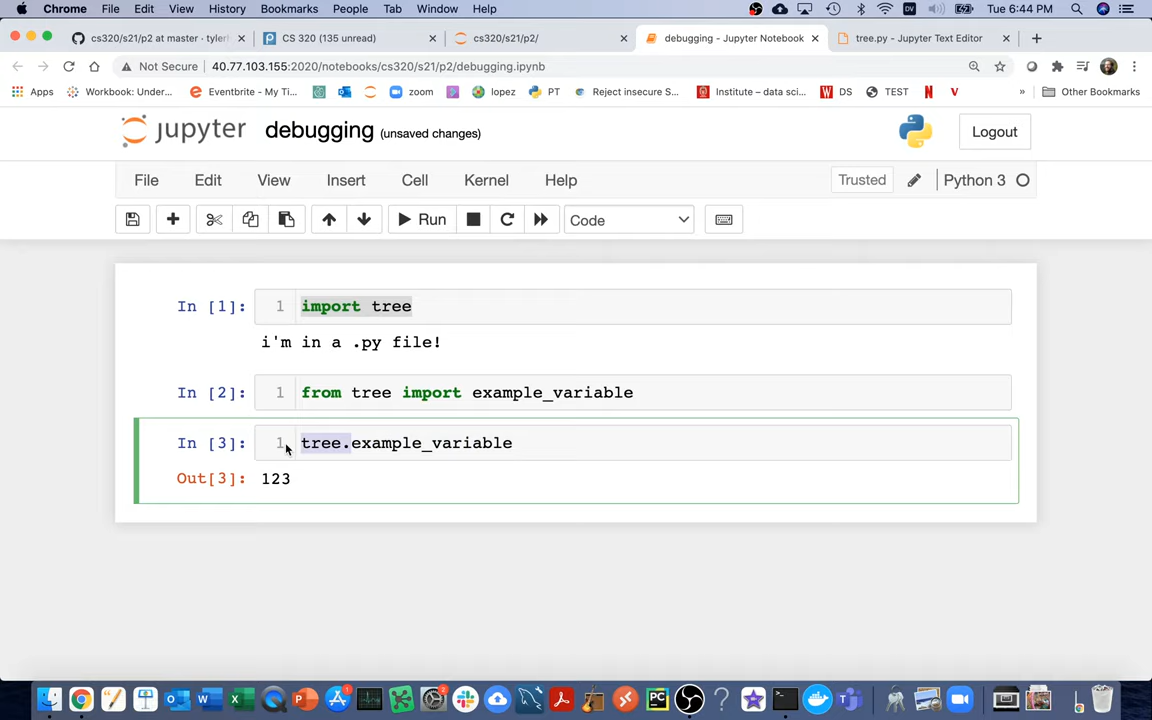 Chrome File Edit View History Bookmarks People Tab Window Help Tue 6:44 PM
cs320/s21/p2 at master · tylerh CS 320 (135 unread) cs320/s21/p2/ debugging - Jupyter Notebook tree.py - Jupyter Text Editor
Not Secure 40.77.103.155:2020/notebooks/cs320/s21/p2/debugging.ipynb
Apps Workbook: Under... Eventbrite - My Ti... zoom lopez PT Reject insecure S... Institute – data sci... DS TEST » Other Bookmarks
jupyter debugging (unsaved changes) Logout
File Edit View Insert Cell Kernel Help Trusted Python 3
Run Code
In [1]: 1 import tree
i'm in a .py file!
In [2]: 1 from tree import example_variable
In [3]: 1 tree.example_variable
Out[3]: 123